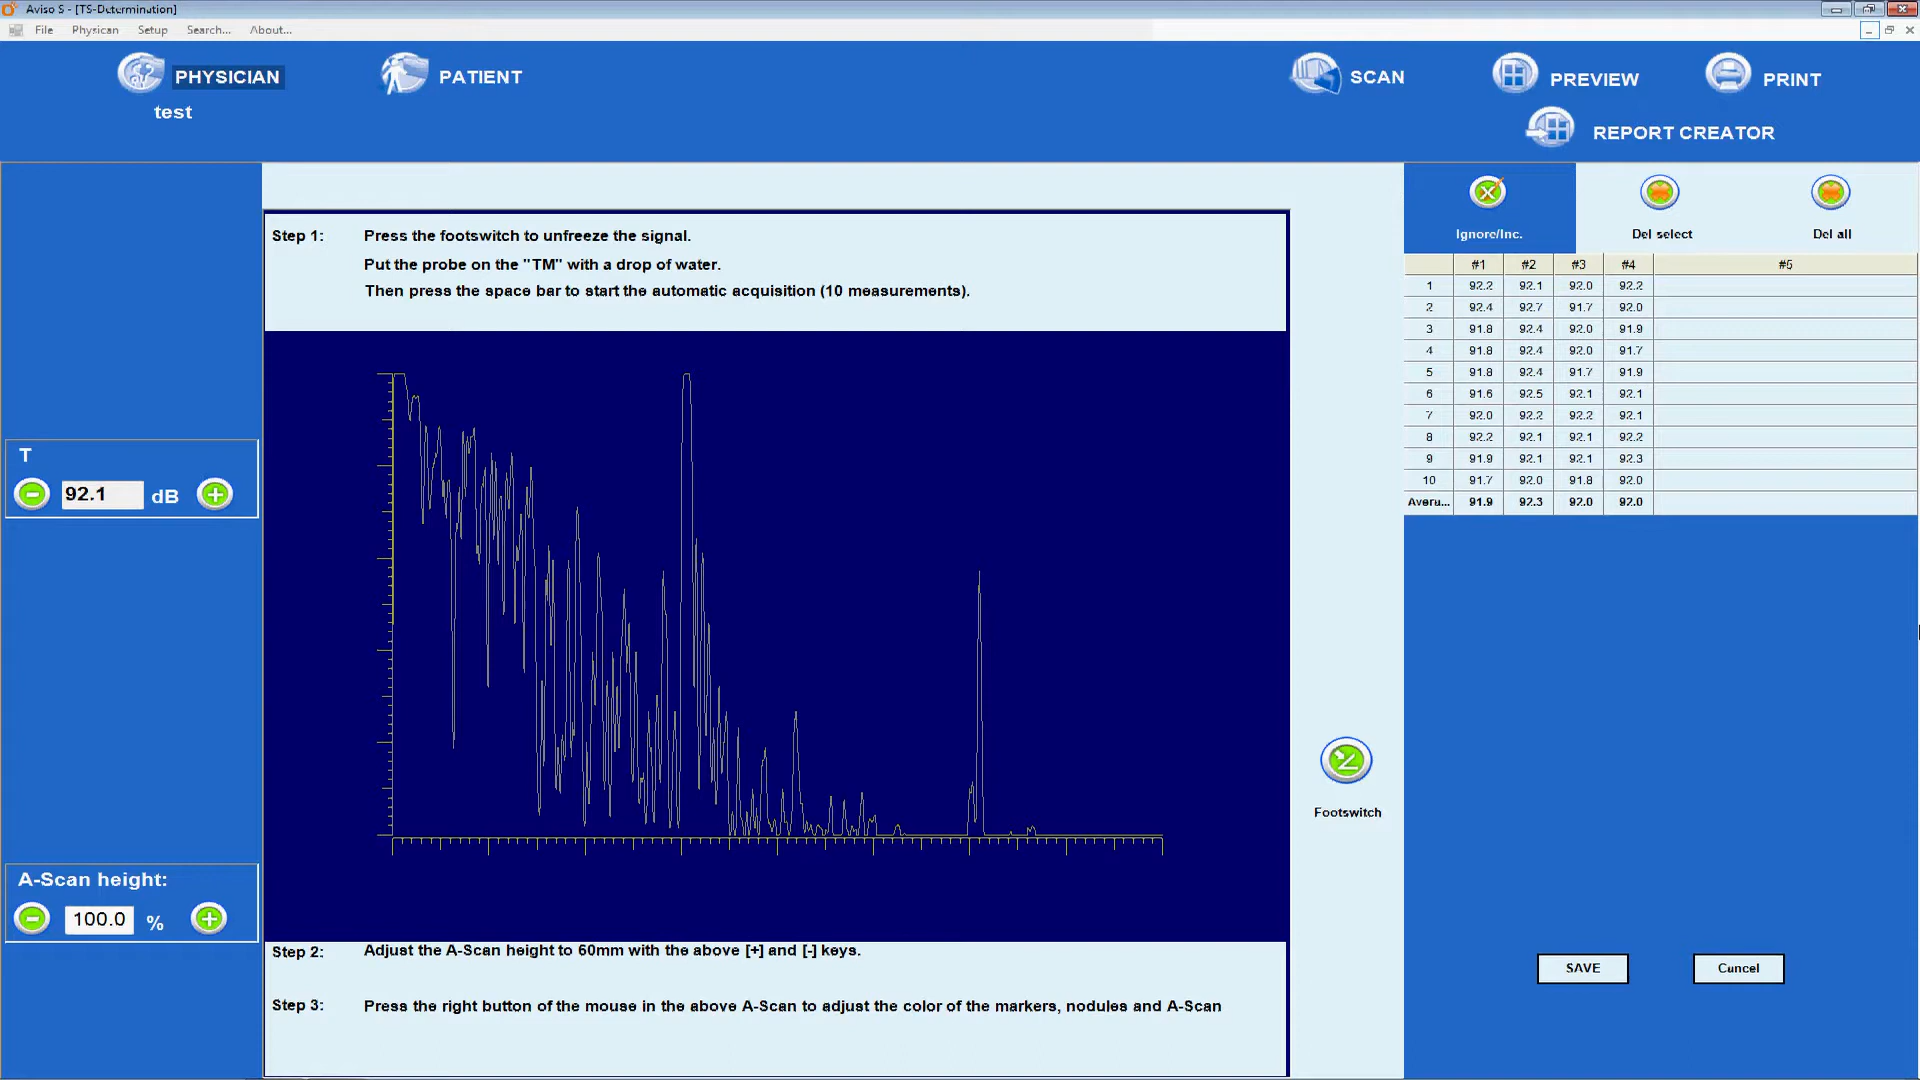 Aviso S - [TS-Determination]
File Physican Setup Search... About...
PHYSICIAN PATIENT SCAN PREVIEW PRINT
test
REPORT CREATOR
Ignore/Inc. Del select Del all
Step 1: Press the footswitch to unfreeze the signal.
Put the probe on the "TM" with a drop of water.
Then press the space bar to start the automatic acquisition (10 measurements).
#1 #2 #3 #4 #5
1 92.2 92.1 92.0 92.2
2 92.4 92.7 91.7 92.0
3 91.8 92.4 92.0 91.9
4 91.8 92.4 92.0 91.7
5 91.8 92.4 91.7 91.9
6 91.6 92.5 92.1 92.1
7 92.0 92.2 92.2 92.1
8 92.2 92.1 92.1 92.2
9 91.9 92.1 92.1 92.3
10 91.7 92.0 91.8 92.0
Avera... 91.9 92.3 92.0 92.0
T
92.1 dB
Footswitch
A-Scan height:
100.0 %
Step 2: Adjust the A-Scan height to 60mm with the above [+] and [-] keys.
SAVE Cancel
Step 3: Press the right button of the mouse in the above A-Scan to adjust the color of the markers, nodules and A-Scan